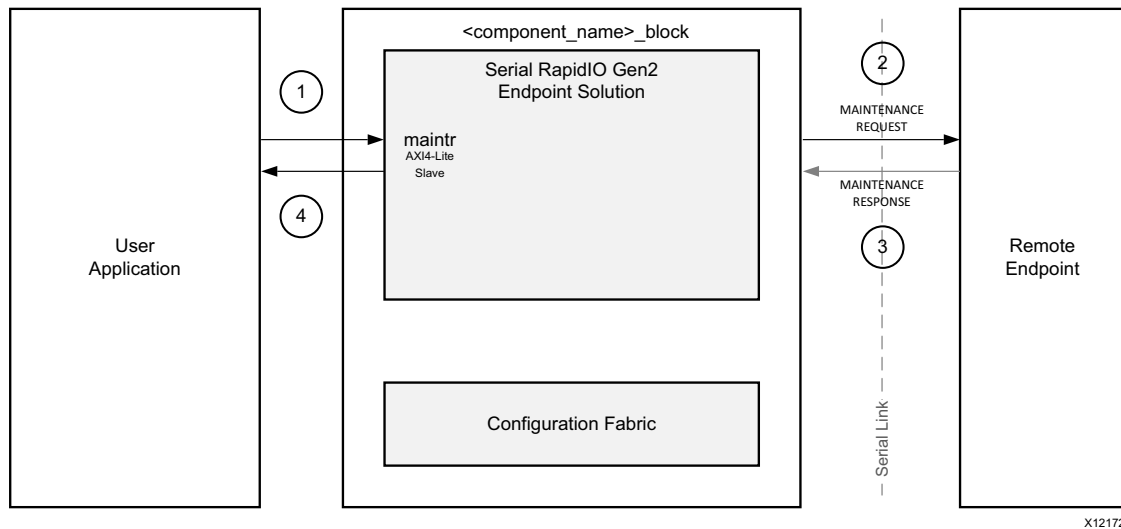 <component_name>_block
Serial RapidIO Gen2
Endpoint Solution
1
2
MAINTENANCE
REQUEST
maintr
AXI4-Lite
Slave
MAINTENANCE
RESPONSE
4
3
User
Application
Remote
Endpoint
Configuration Fabric
Serial Link
X12172